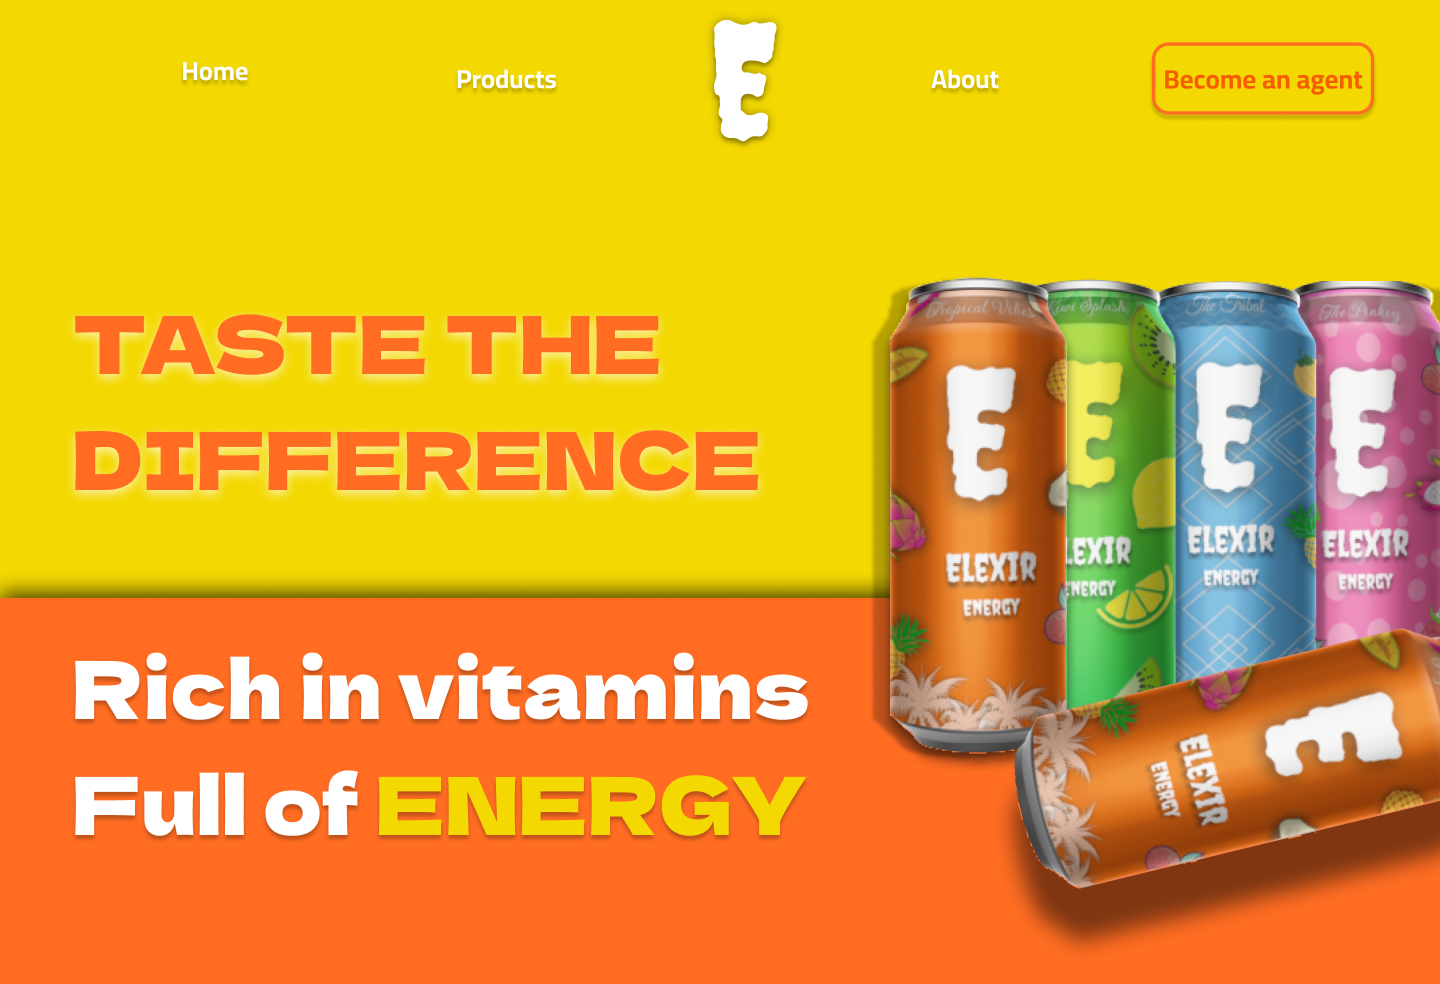 Home
Products
E
About
Become an agent
TASTE THE
DIFFERENCE
Rich in vitamins
Full of ENERGY
Tropical Vibes
E
ELEXIR
ENERGY
Kiwi Splash
E
LEXIR
ENERGY
The Tribal
E
ELEXIR
ENERGY
The Pinkey
E
ELEXIR
ENERGY
E
ELEXIR
ENERGY